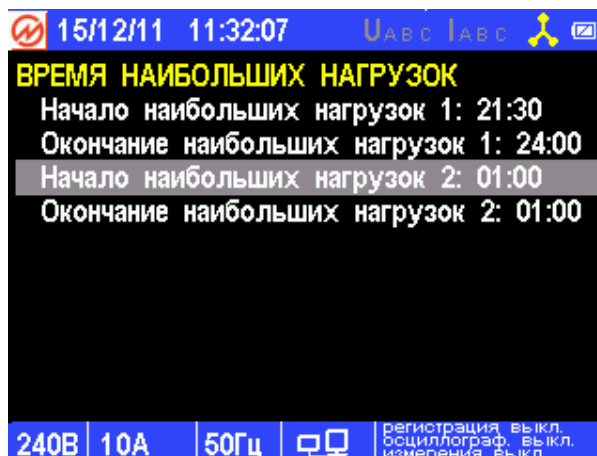 15/12/11 11:32:07 UABC IABC
ВРЕМЯ НАИБОЛЬШИХ НАГРУЗОК
Начало наибольших нагрузок 1: 21:30
Окончание наибольших нагрузок 1: 24:00
Начало наибольших нагрузок 2: 01:00
Окончание наибольших нагрузок 2: 01:00
240В 10А 50Гц
регистрация выкл.
осциллограф. выкл.
измерения выкл